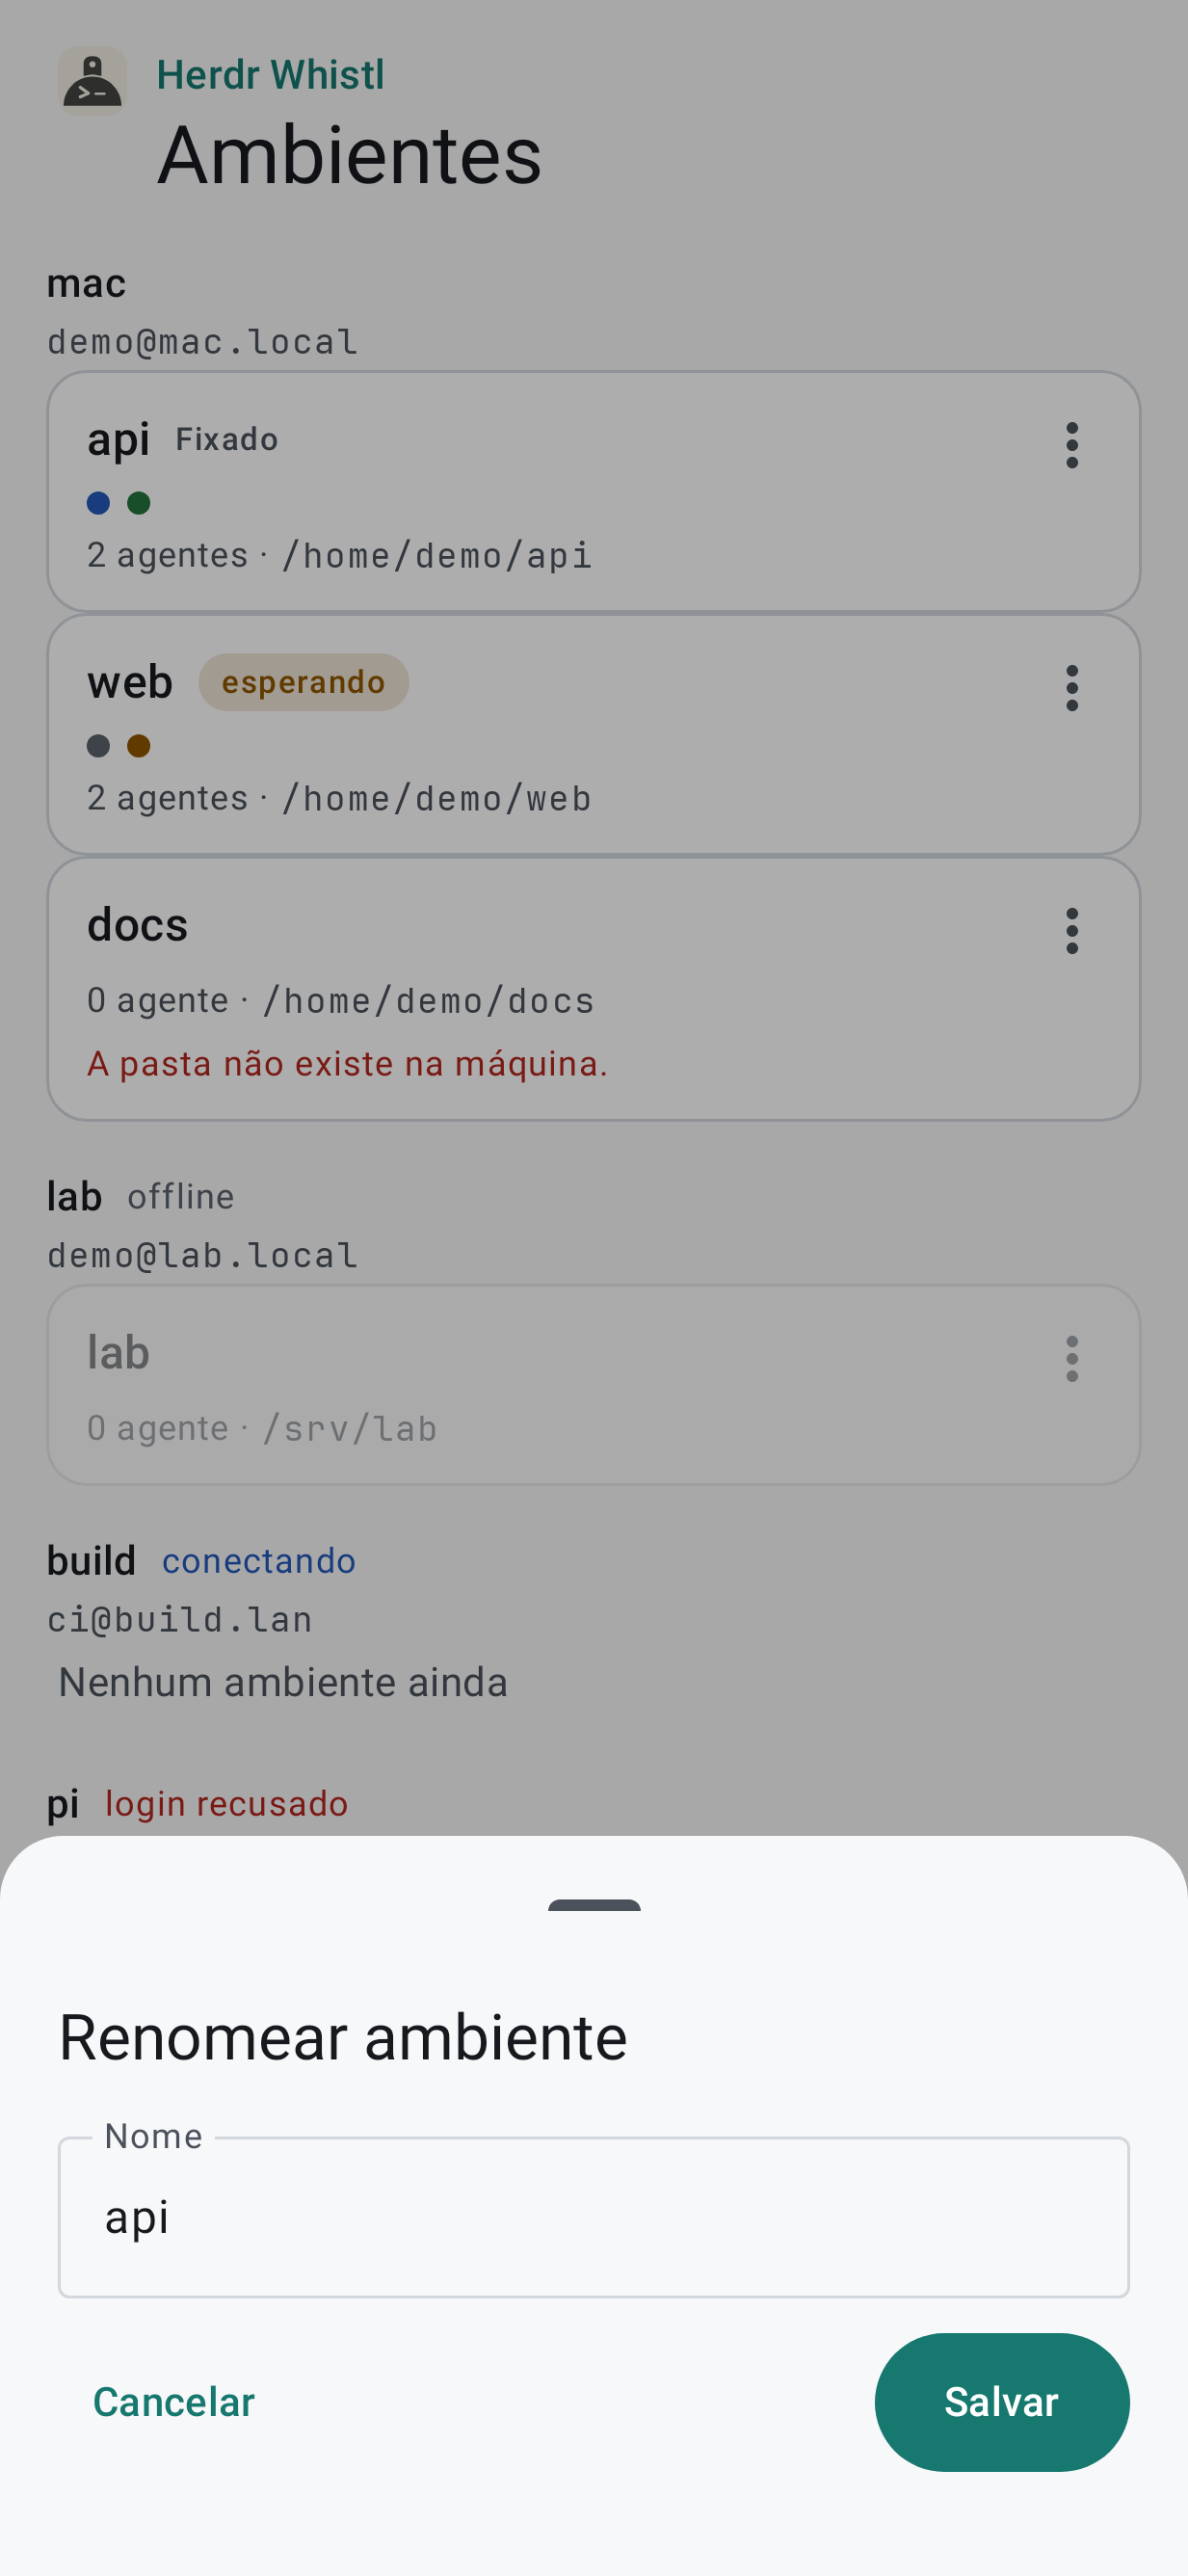 Herdr Whistl
Ambientes
mac
demo@mac.local
api Fixado
2 agentes · /home/demo/api
web esperando
2 agentes · /home/demo/web
docs
0 agente · /home/demo/docs
A pasta não existe na máquina.
lab offline
demo@lab.local
lab
0 agente · /srv/lab
build conectando
ci@build.lan
Nenhum ambiente ainda
pi login recusado
Renomear ambiente
Nome
api
Cancelar Salvar